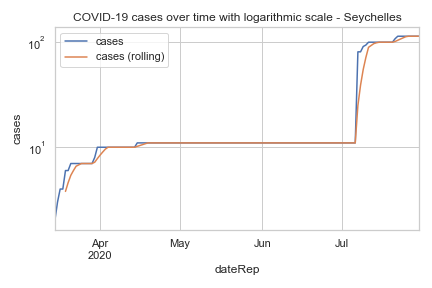 COVID-19 cases over time with logarithmic scale - Seychelles
cases
cases (rolling)
10²
10¹
cases
Apr
2020
May
Jun
Jul
dateRep